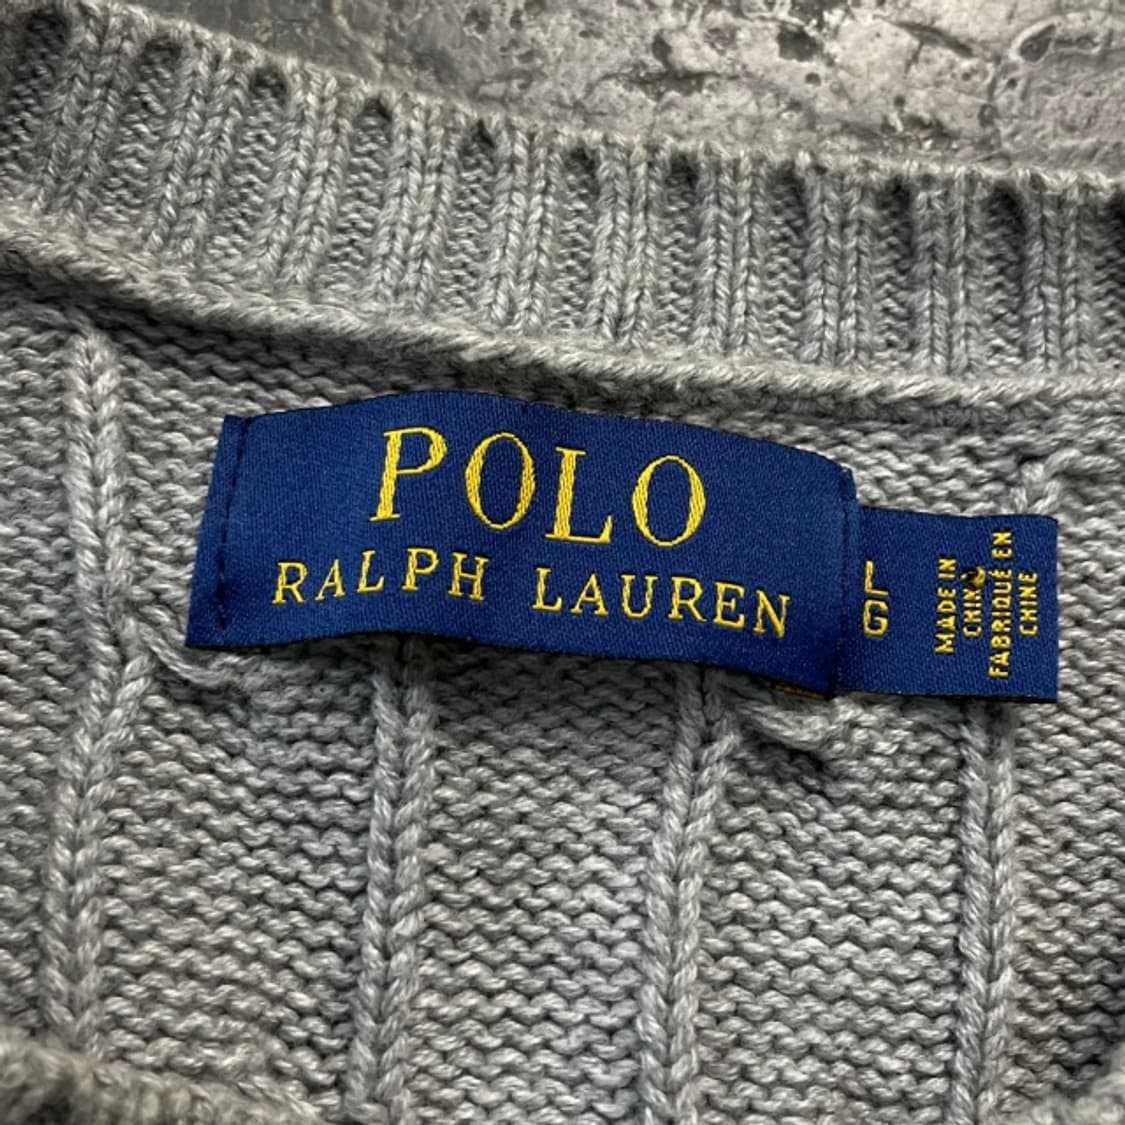 POLO
RALPH LAUREN
L
G
MADE IN
CHINA
FABRIQUÉ EN
CHINE